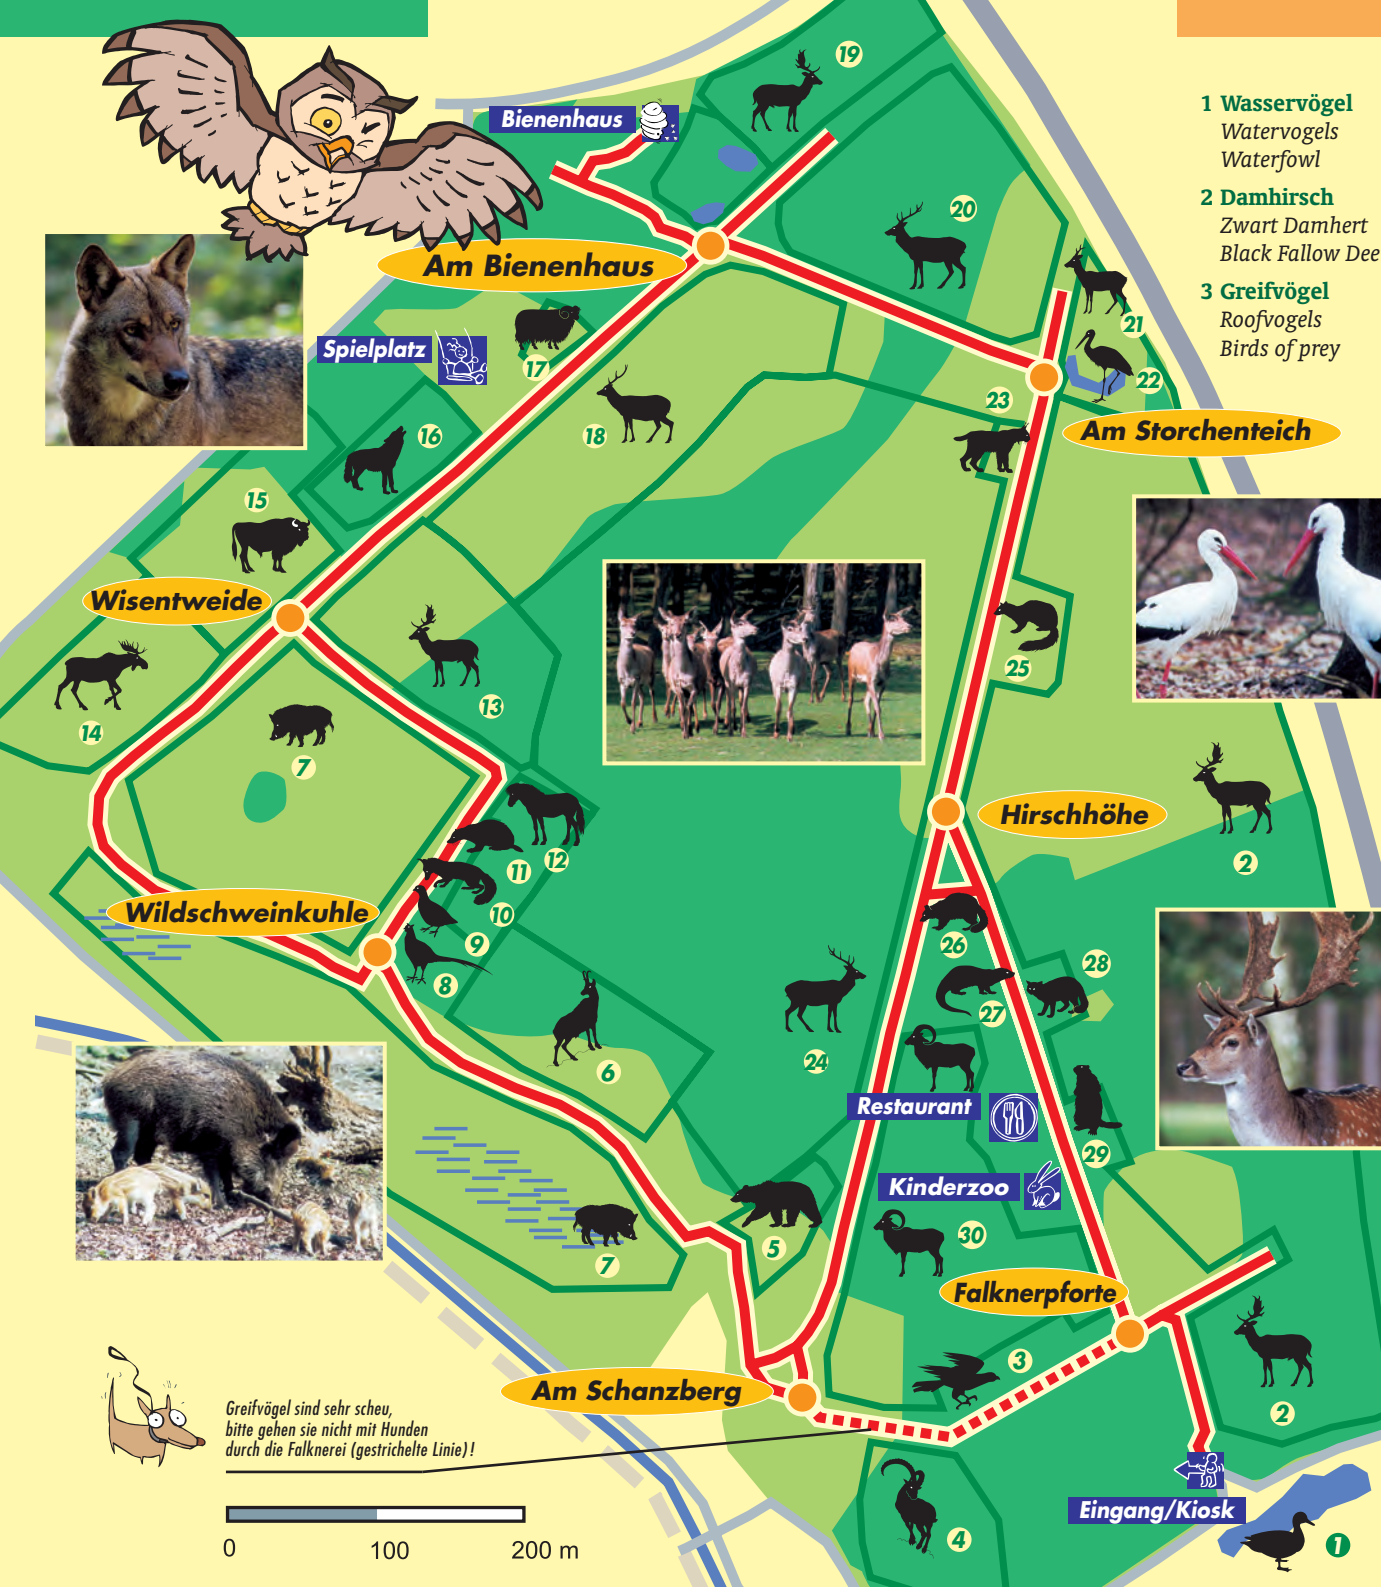 19
Bienenhaus
1 Wasservögel
Watervogels
Waterfowl
2 Damhirsch
Zwart Damhert
Black Fallow Dee
3 Greifvögel
Roofvogels
Birds of prey
20
Am Bienenhaus
21
Spielplatz
17
22
23
18
16
Am Storchenteich
15
Wisentweide
25
13
14
7
Hirschhöhe
12
11
2
Wildschweinkuhle
10
9
26
8
28
27
6
24
Restaurant
29
Kinderzoo
30
5
7
Falknerpforte
3
Am Schanzberg
2
Greifvögel sind sehr scheu,
bitte gehen sie nicht mit Hunden
durch die Falknerei (gestrichelte Linie)!
Eingang/Kiosk
4
1
0 100 200 m